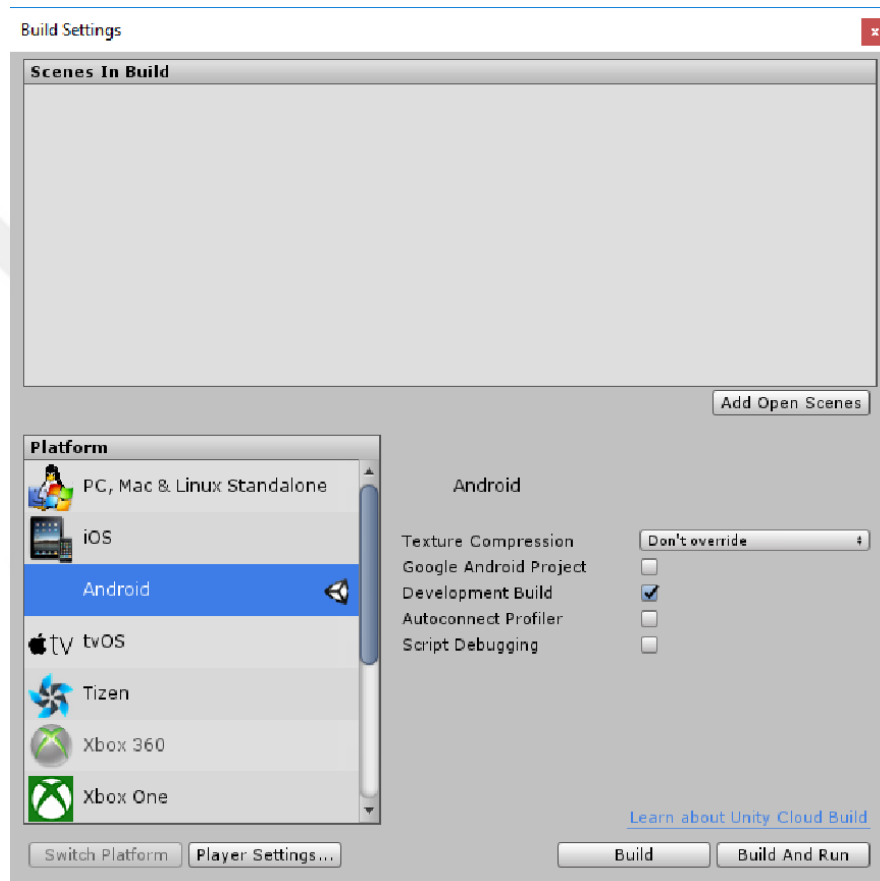 Build Settings
x
Scenes In Build
Add Open Scenes
Platform
PC, Mac & Linux Standalone
iOS
Android
tv tvOS
Tizen
Xbox 360
Xbox One
Android
Texture Compression Don't override
Google Android Project
Development Build
Autoconnect Profiler
Script Debugging
Learn about Unity Cloud Build
Switch Platform Player Settings... Build Build And Run